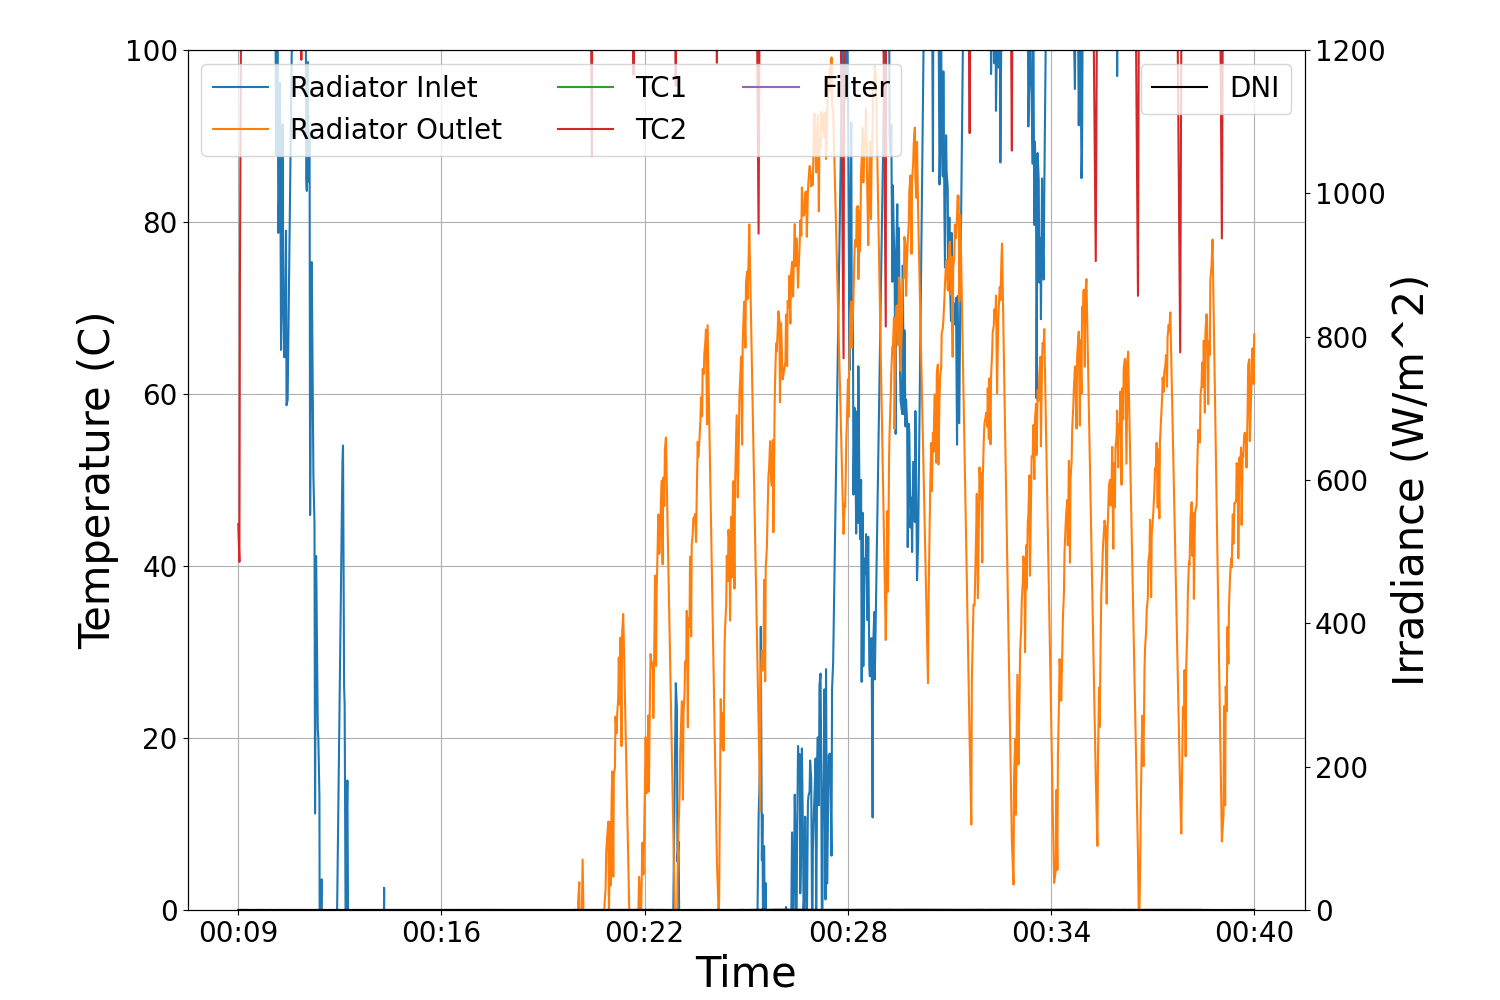 100
80
60
40
20
0
1200
1000
800
600
400
200
0
Radiator Inlet
Radiator Outlet
TC1
TC2
Filter
DNI
00:09
00:16
00:22
00:28
00:34
00:40
Time
Temperature (C)
Irradiance (W/m^2)